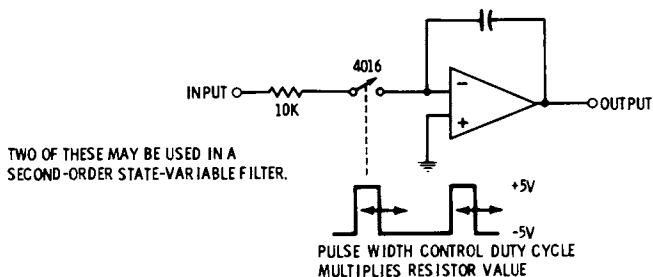 4016
INPUT
10K
-
+
OUTPUT
TWO OF THESE MAY BE USED IN A
SECOND-ORDER STATE-VARIABLE FILTER.
+5V
-5V
PULSE WIDTH CONTROL DUTY CYCLE
MULTIPLIES RESISTOR VALUE